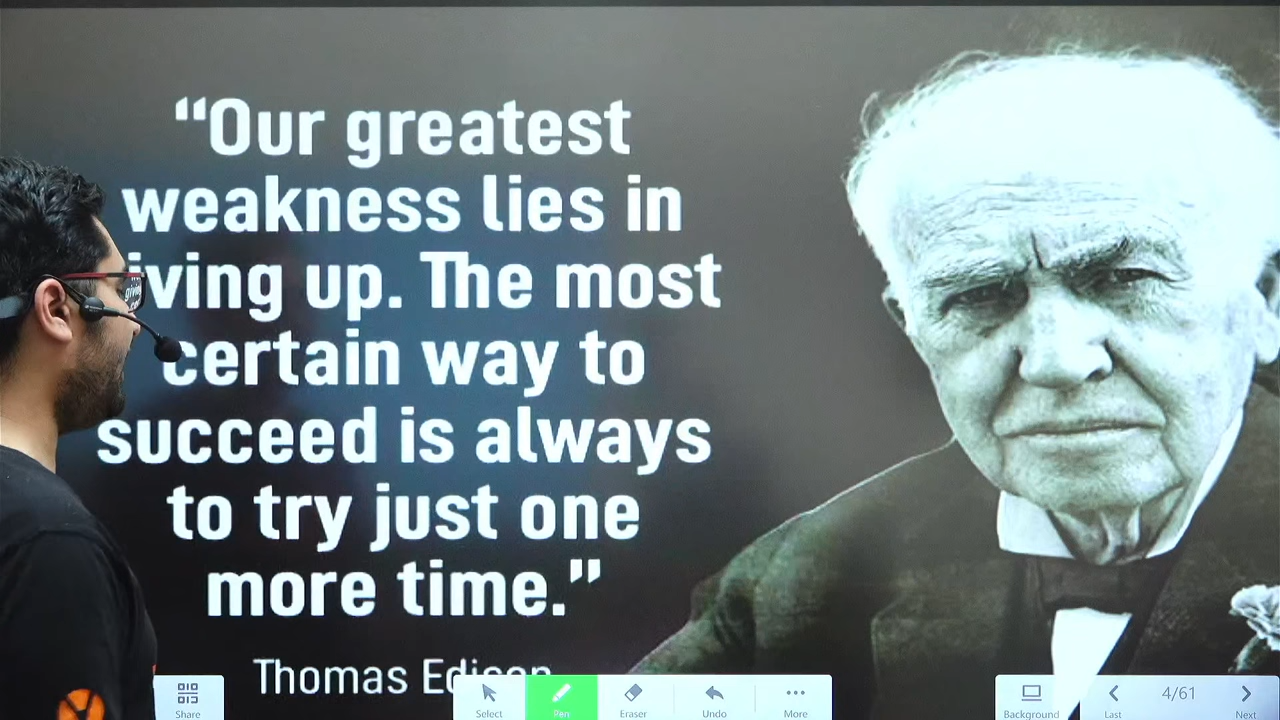 “Our greatest
weakness lies in
iving up. The most
certain way to
succeed is always
to try just one
more time.”
Thomas Edison
Share
Select
Pen
Eraser
Undo
More
Background
Last
4/61
Next